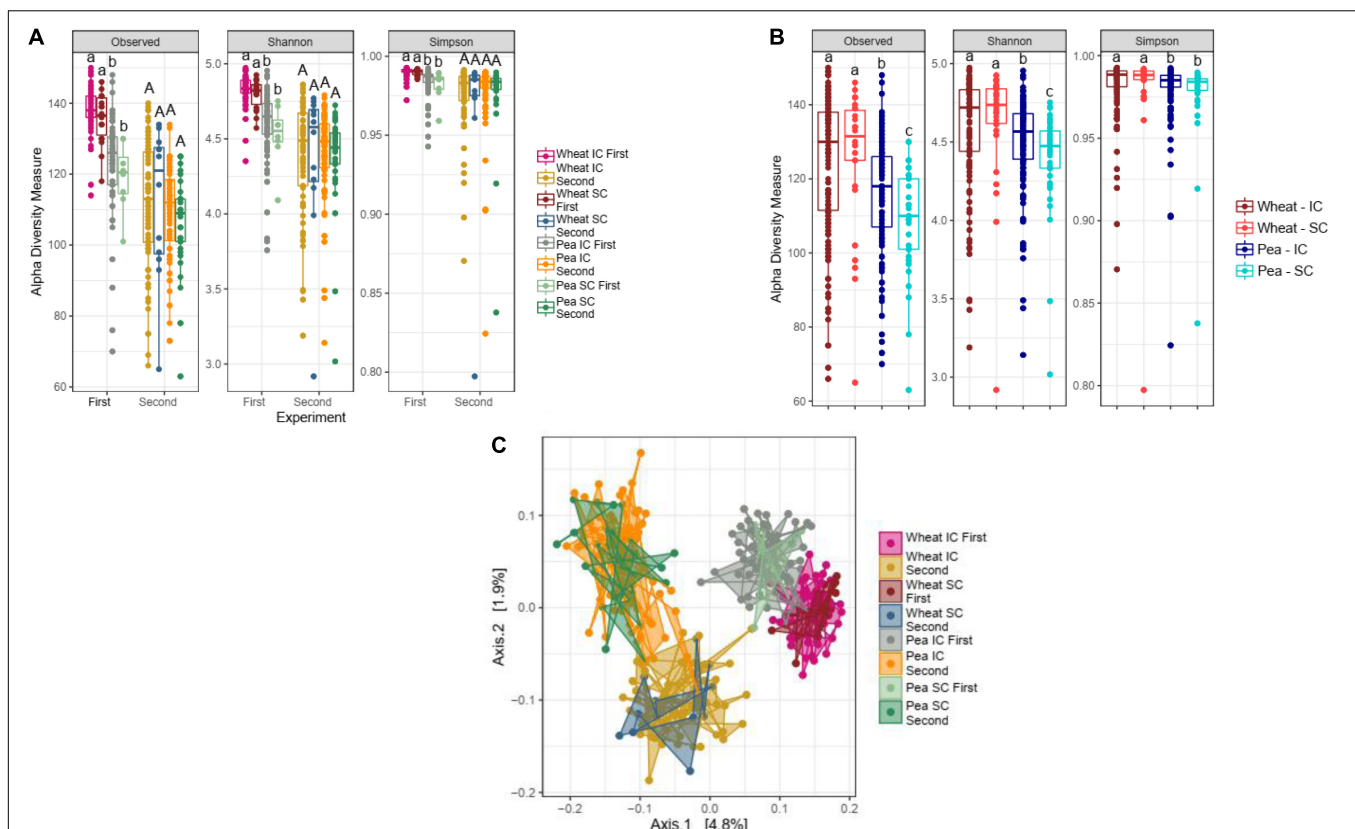 A
Observed
Shannon
Simpson
a a b b A A A A
a a b b A A A A
a a b b A A A A
Alpha Diversity Measure
140
120
100
80
60
5.0
4.5
4.0
3.0
1.00
0.95
0.90
0.85
0.80
First
Second
First
Second
First
Second
Experiment
Wheat IC First
Wheat IC
Second
Wheat SC
First
Wheat SC
Second
Pea IC First
Pea IC
Second
Pea SC First
Pea SC
Second
B
Observed
Shannon
Simpson
a a b c
a a b c
a a b b
Alpha Diversity Measure
140
120
100
80
60
5.0
4.5
4.0
3.5
3.0
1.00
0.95
0.90
0.85
0.80
Wheat - IC
Wheat - SC
Pea - IC
Pea - SC
C
Axis.2 [1.9%]
0.1
0.0
−0.1
−0.2
−0.2
−0.1
0.0
0.1
0.2
Axis.1 [4.8%]
Wheat IC First
Wheat IC
Second
Wheat SC
First
Wheat SC
Second
Pea IC First
Pea IC
Second
Pea SC First
Pea SC
Second